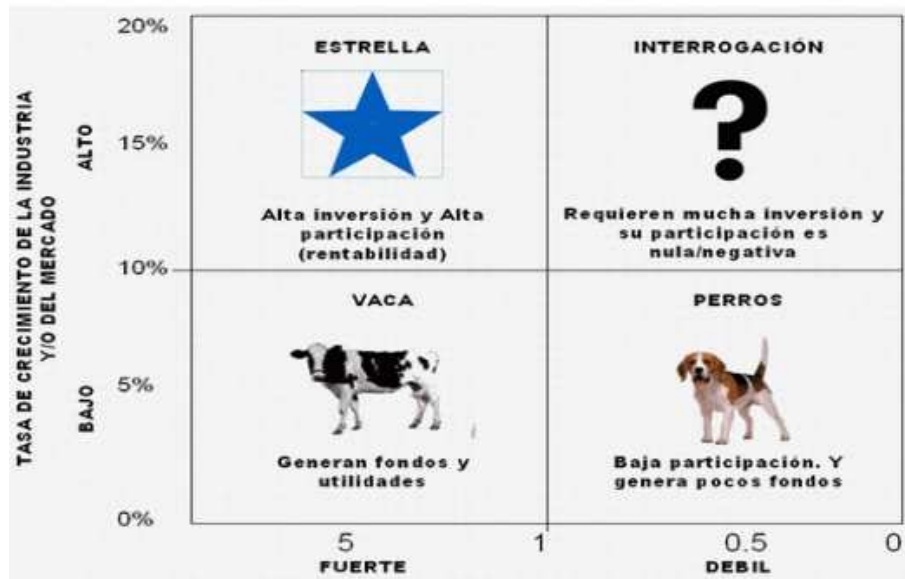 TASA DE CRECIMIENTO DE LA INDUSTRIA
Y/O DEL MERCADO
ALTO
BAJO
20%
15%
10%
5%
0%
ESTRELLA
Alta inversión y Alta
participación
(rentabilidad)
INTERROGACIÓN
?
Requieren mucha inversión y
su participación es
nula/negativa
VACA
Generan fondos y
utilidades
PERROS
Baja participación. Y
genera pocos fondos
5 1 0.5 0
FUERTE DEBIL